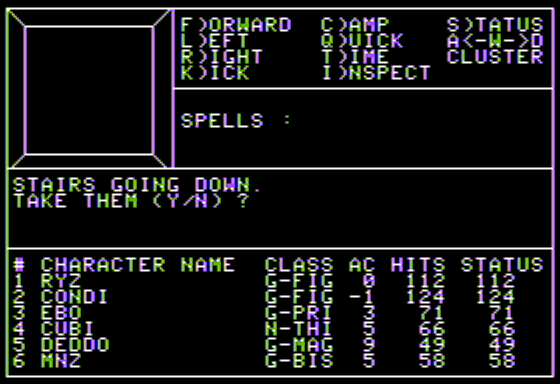 F)ORWARD C)AMP S)TATUS
L)EFT Q)UICK A<-W->D
R)IGHT T)IME CLUSTER
K)ICK I)NSPECT
SPELLS :
STAIRS GOING DOWN.
TAKE THEM (Y/N) ?
# CHARACTER NAME CLASS AC HITS STATUS
1 RYZ G-FIG 0 112 112
2 CONDI G-FIG -1 124 124
3 EBO G-PRI 3 71 71
4 CUBI N-THI 5 66 66
5 DEDDO G-MAG 9 49 49
6 MNZ G-BIS 5 58 58